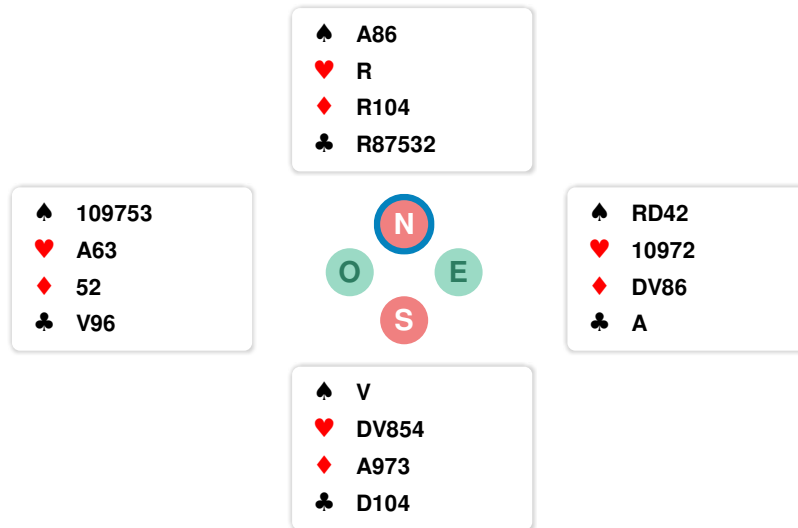 ♠ A86
♥ R
♦ R104
♣ R87532
♠ 109753
♥ A63
♦ 52
♣ V96
N
O
E
S
♠ RD42
♥ 10972
♦ DV86
♣ A
♠ V
♥ DV854
♦ A973
♣ D104